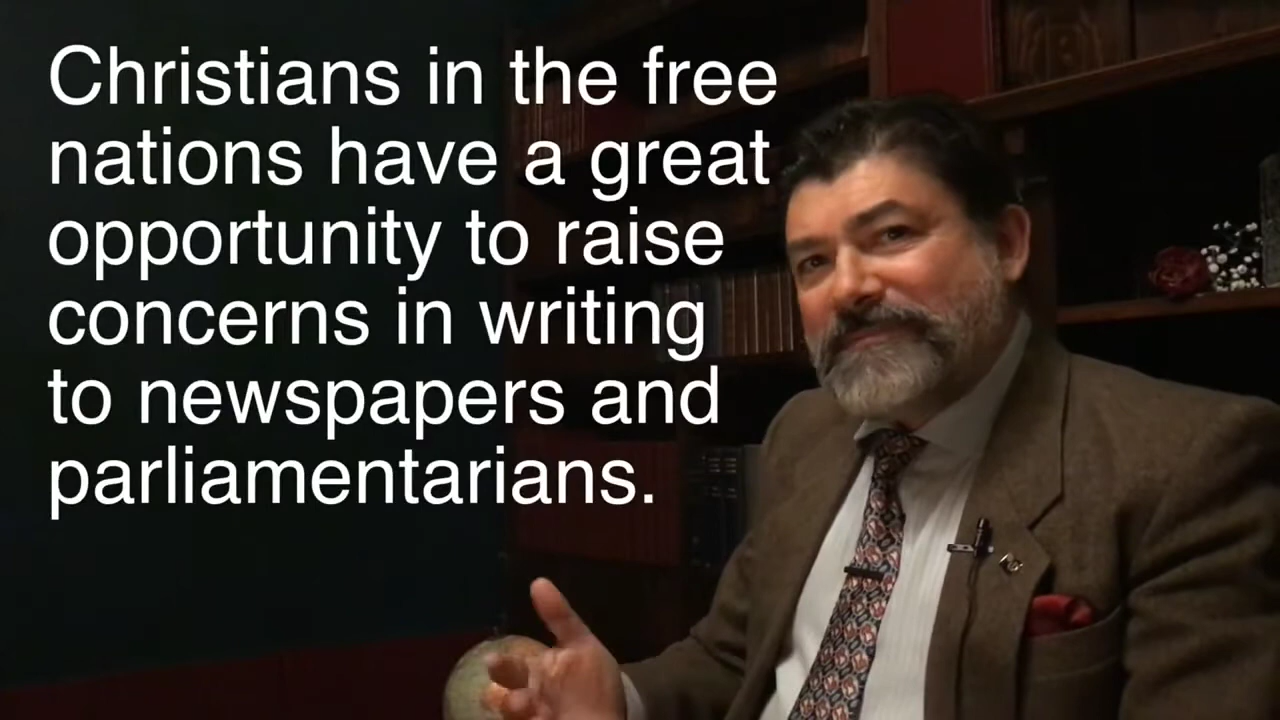 Christians in the free
nations have a great
opportunity to raise
concerns in writing
to newspapers and
parliamentarians.